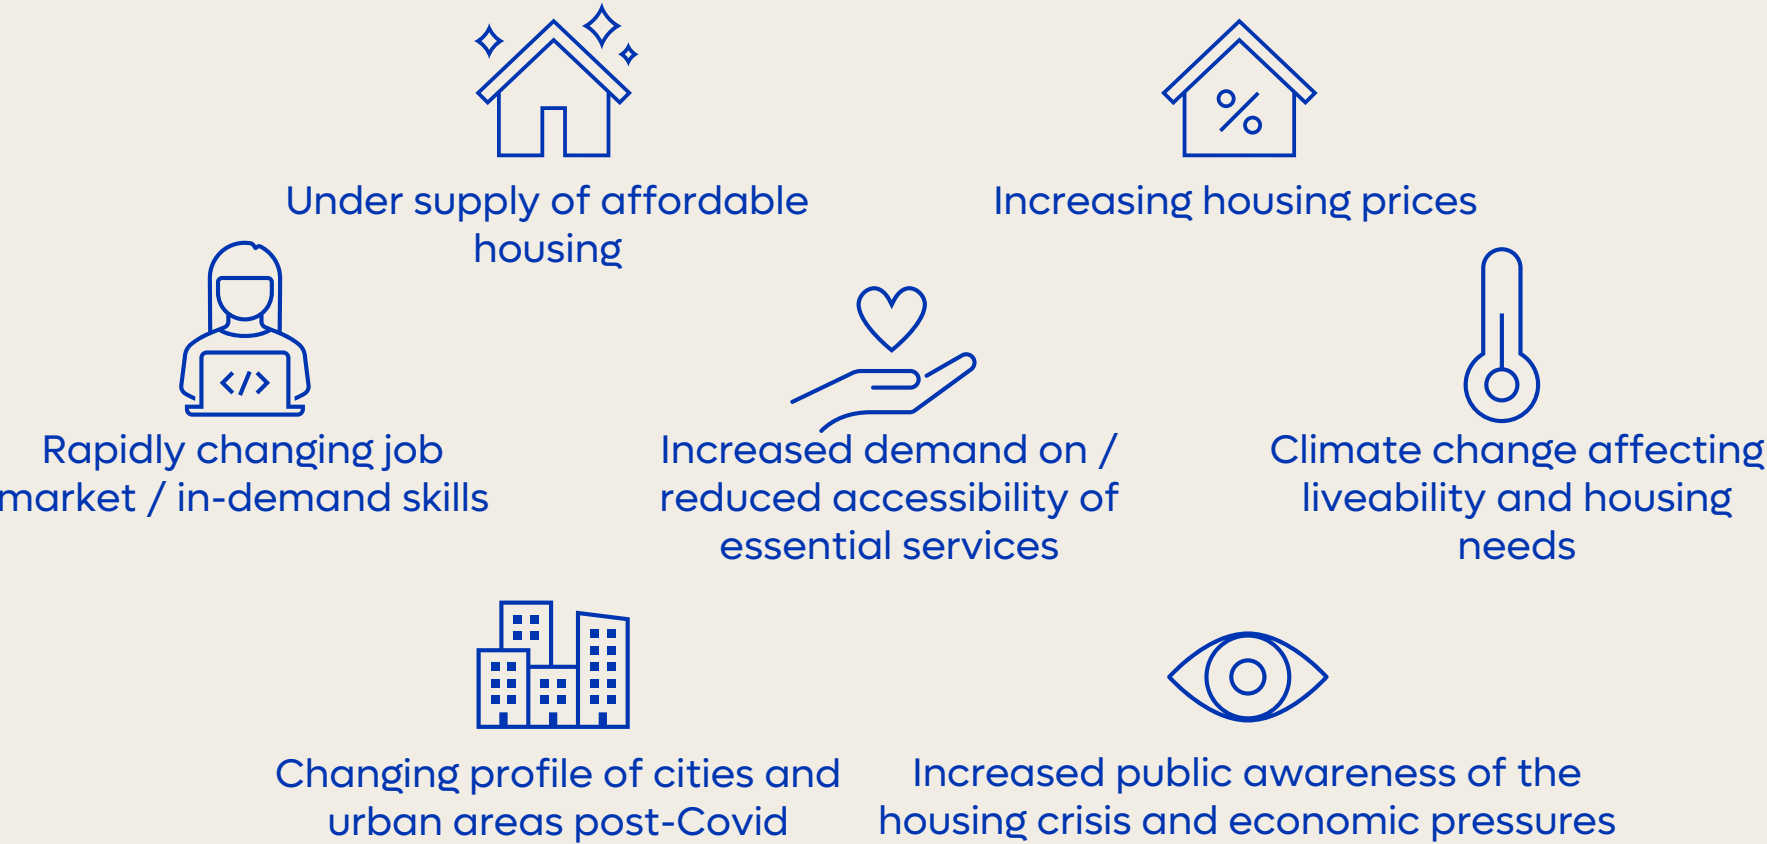 Under supply of affordable
housing
Increasing housing prices
%
</>
Rapidly changing job
market / in-demand skills
Increased demand on /
reduced accessibility of
essential services
Climate change affecting
liveability and housing
needs
Changing profile of cities and
urban areas post-Covid
Increased public awareness of the
housing crisis and economic pressures